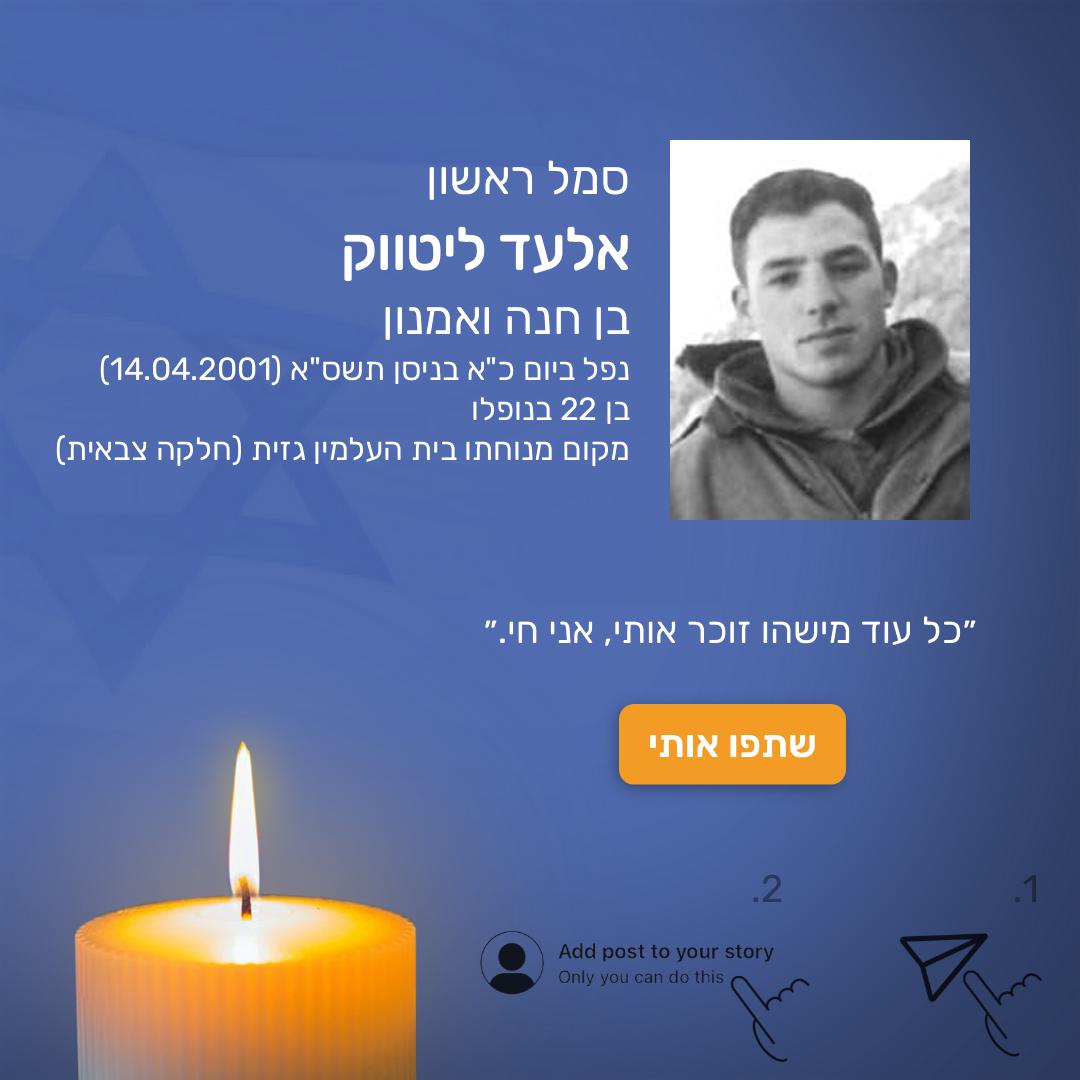 סמל ראשון
אלעד ליטווק
בן חנה ואמנון
נפל ביום כ"א בניסן תשס"א (14.04.2001)
בן 22 בנופלו
מקום מנוחתו בית העלמין גזית (חלקה צבאית)
״כל עוד מישהו זוכר אותי, אני חי.״
שתפו אותי
1.
2.
Add post to your story
Only you can do this